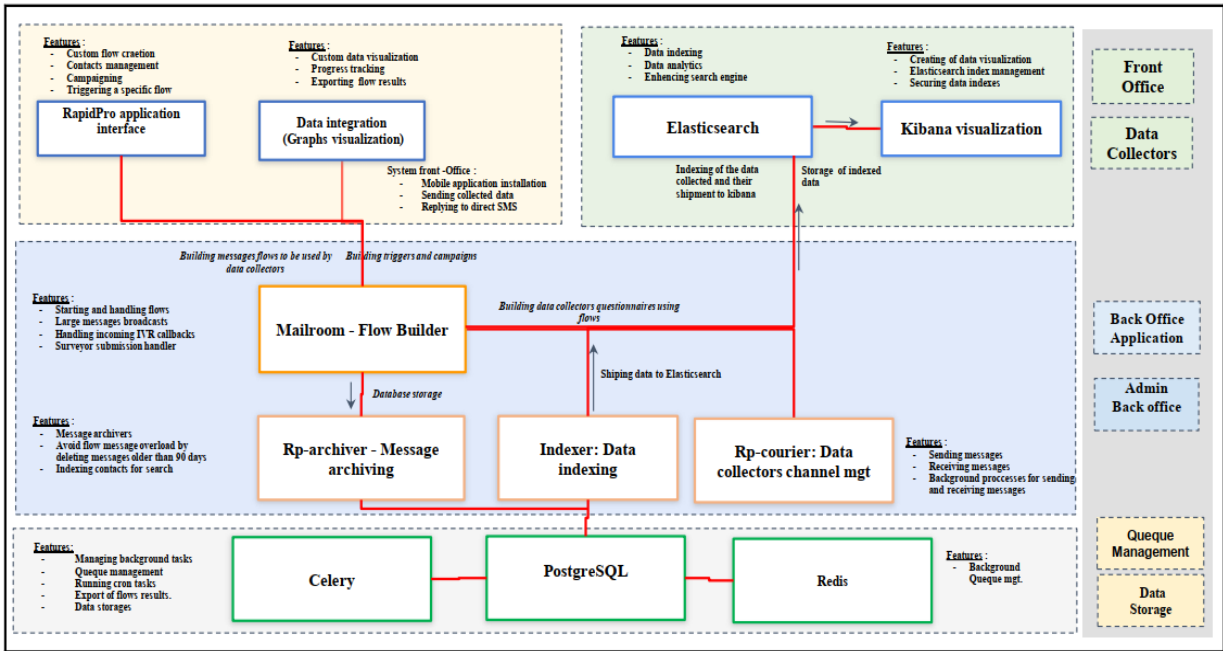 Features :
- Custom flow craetion
- Contacts management
- Campaigning
- Triggering a specific flow
RapidPro application
interface
Features :
- Custom data visualization
- Progress tracking
- Exporting flow results
Data integration
(Graphs visualization)
System front -Office :
- Mobile application installation
- Sending collected data
- Replying to direct SMS
Features :
- Data indexing
- Data analytics
- Enhancing search engine
Elasticsearch
Features :
- Creating of data visualization
- Elasticsearch index management
- Securing data indexes
Kibana visualization
Indexing of the data
collected and their
shipment to kibana
Storage of indexed
data
Front
Office
Data
Collectors
Building messages flows to be used by
data collectors
Building triggers and campaigns
Features :
- Starting and handling flows
- Large messages broadcasts
- Handling incoming IVR callbacks
- Surveyor submission handler
Mailroom - Flow Builder
Building data collectors questionnaire using
flows
Database storage
Shiping data to Elasticsearch
Back Office
Application
Admin
Back office
Features :
- Message archivers
- Avoid flow message overload by
deleting messages older than 90 days
- Indexing contacts for search
Rp-archiver - Message
archiving
Indexer: Data
indexing
Rp-courier: Data
collectors channel mgt
Features :
- Sending messages
- Receiving messages
- Background proccesses for sending
and receiving messages
Features :
- Managing background tasks
- Queque management
- Running cron tasks
- Export of flows results.
- Data storages
Celery
PostgreSQL
Redis
Features :
- Background
Queque mgt.
Queque
Management
Data
Storage